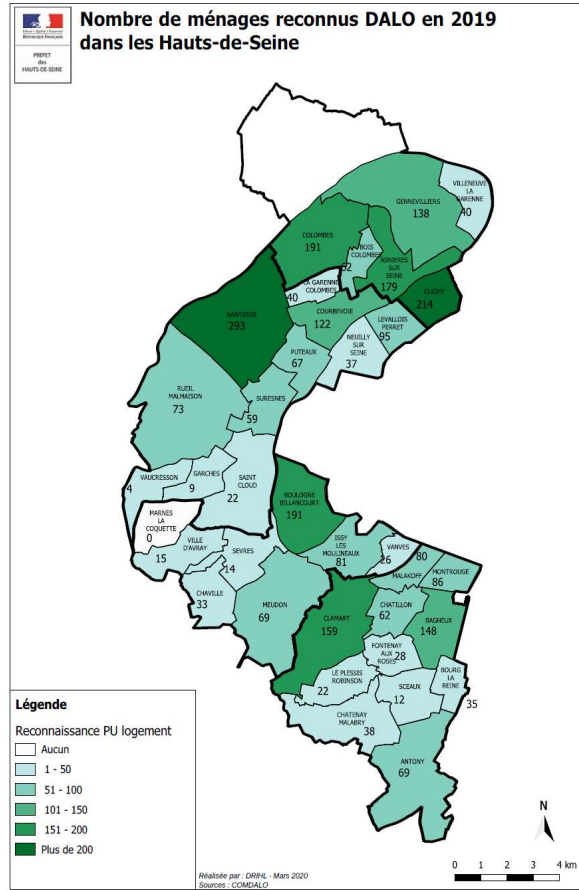 Liberté • Égalité • Fraternité
RÉPUBLIQUE FRANÇAISE
PREFET
des
HAUTS-DE-SEINE
Nombre de ménages reconnus DALO en 2019
dans les Hauts-de-Seine
VILLENEUVE
LA
GARENNE
40
GENNEVILLIERS
138
COLOMBES
191
BOIS
COLOMBES
62
ASNIERES
SUR
SEINE
179
CLICHY
214
LA GARENNE
COLOMBES
40
NANTERRE
293
COURBEVOIE
122
LEVALLOIS
PERRET
95
NEUILLY
SUR
SEINE
37
PUTEAUX
67
RUEIL
MALMAISON
73
SURESNES
59
VAUCRESSON
4
GARCHES
9
SAINT
CLOUD
22
BOULOGNE
BILLANCOURT
191
MARNES
LA
COQUETTE
0
VILLE
D'AVRAY
15
SEVRES
14
ISSY
LES
MOULINEAUX
81
VANVES
26
80
MALAKOFF
MONTROUGE
86
CHAVILLE
33
MEUDON
69
CLAMART
159
CHATILLON
62
BAGNEUX
148
FONTENAY
AUX
ROSES
28
BOURG
LA
REINE
35
LE PLESSIS
ROBINSON
22
SCEAUX
12
CHATENAY
MALABRY
38
ANTONY
69
Légende
Reconnaissance PU logement
Aucun
1 - 50
51 - 100
101 - 150
151 - 200
Plus de 200
Réalisée par : DRIHL - Mars 2020
Sources : COMDALO
N
0 1 2 3 4 km